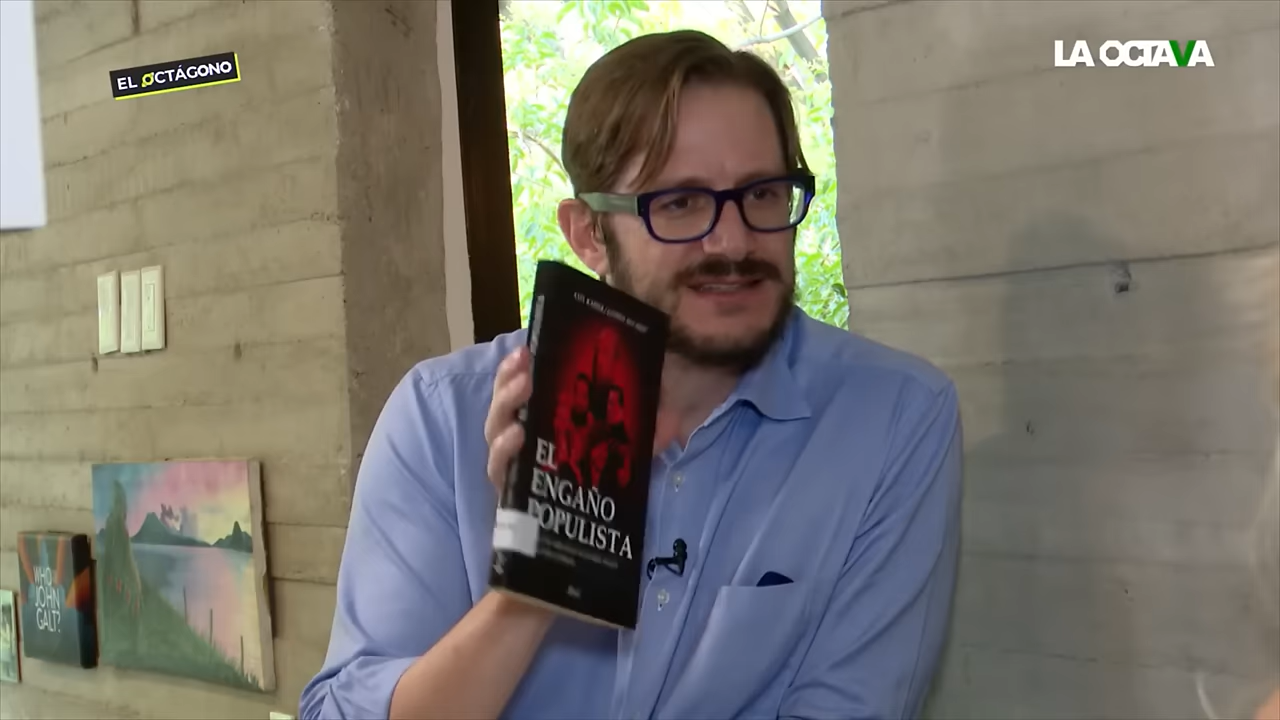 EL OCTÁGONO
LA OCTAVA
EL
ENGAÑO
POPULISTA
WHO
IS
JOHN
GALT?